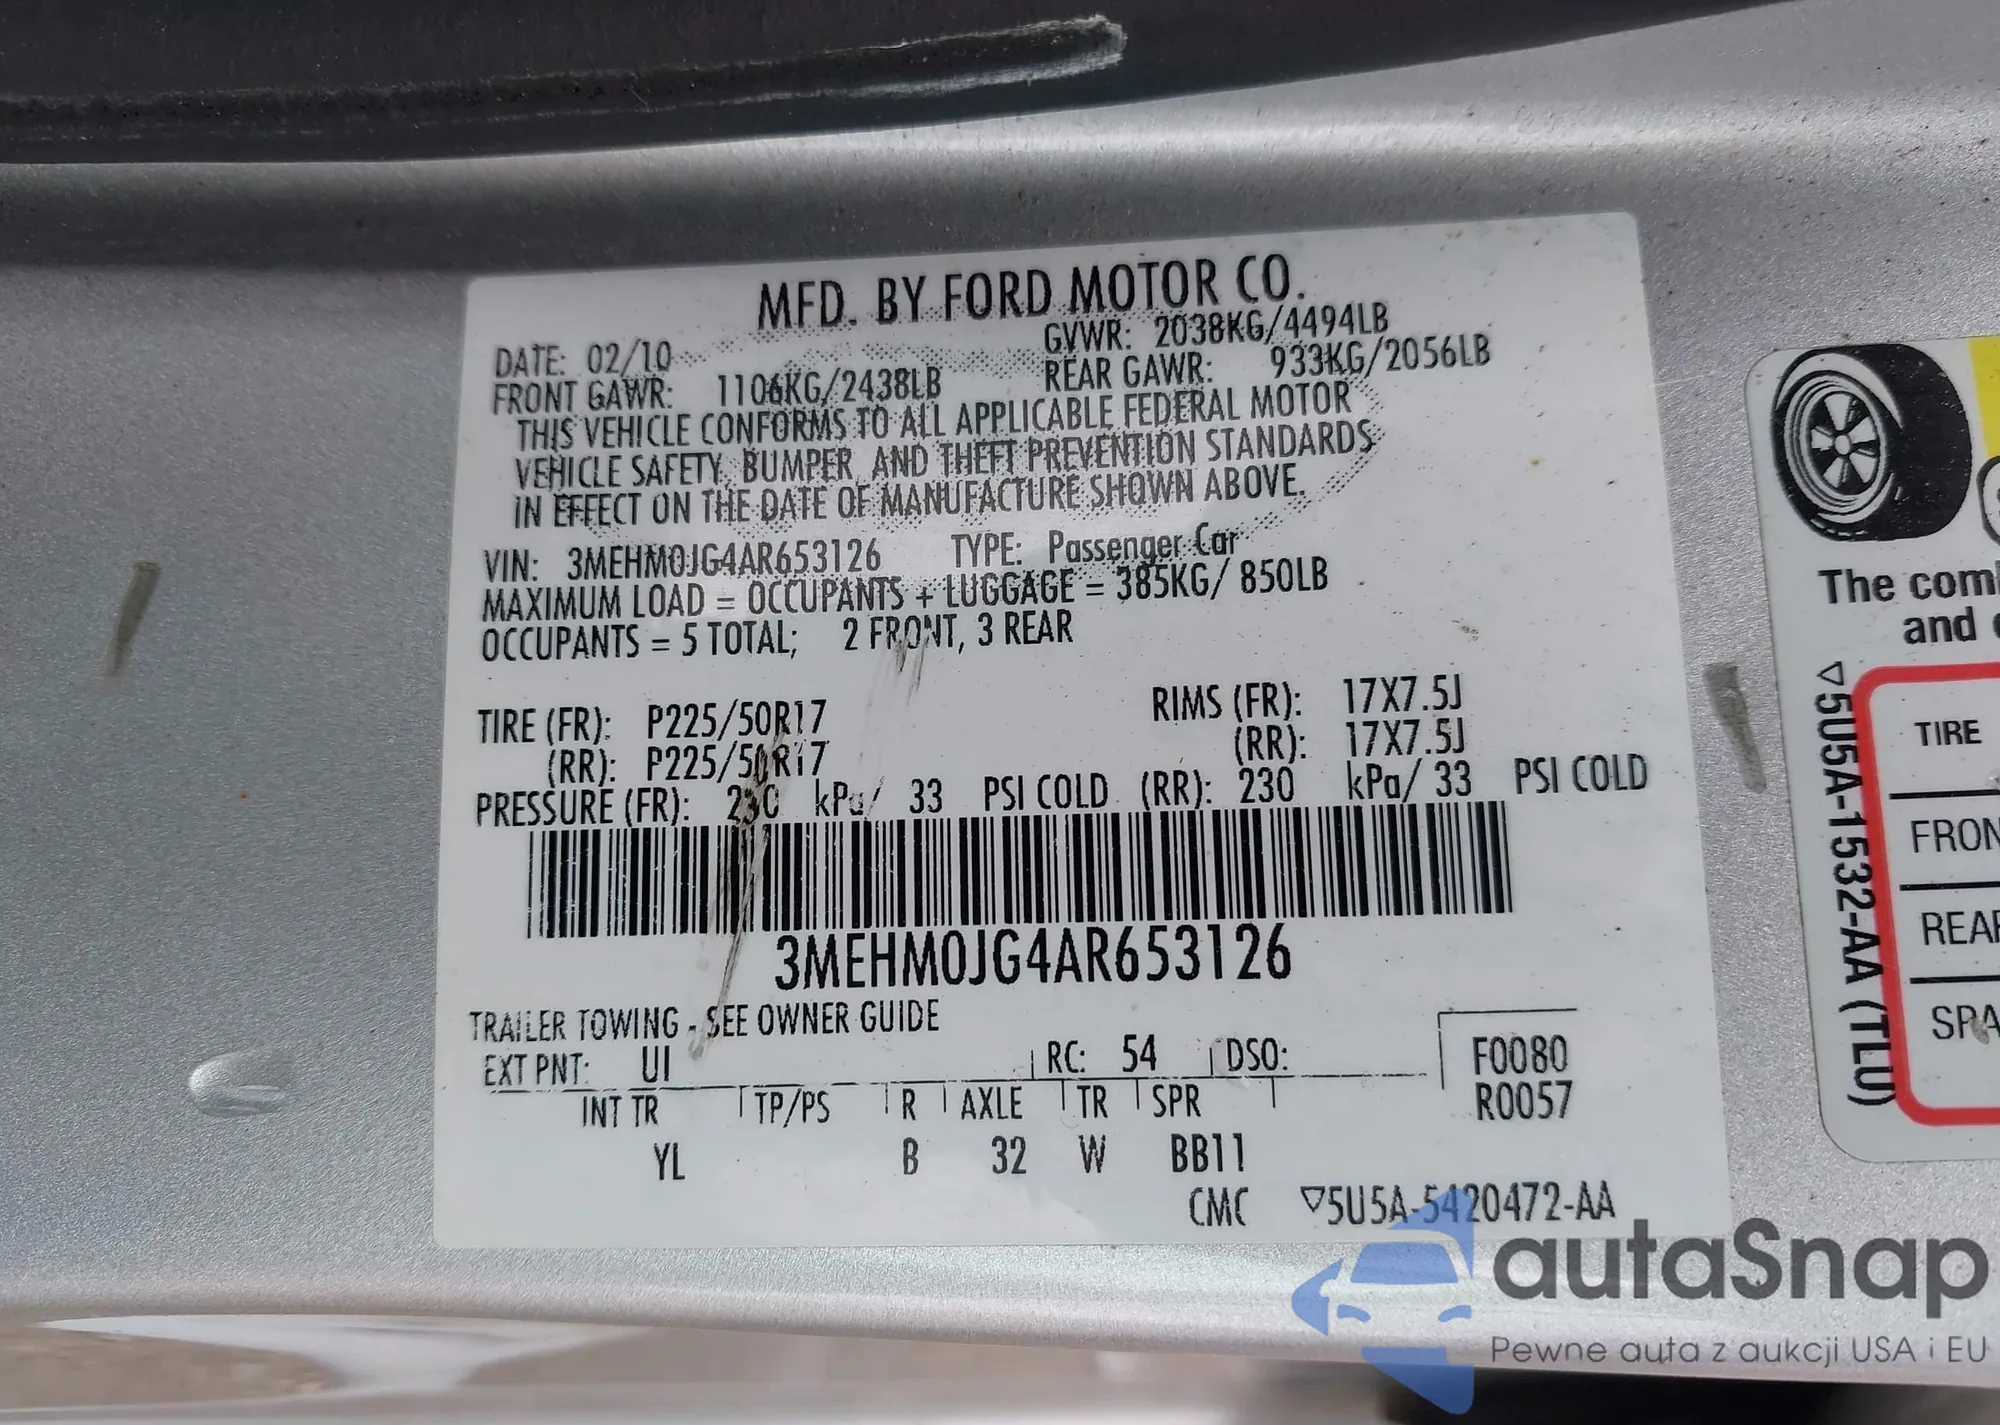 MFD. BY FORD MOTOR CO.
DATE: 02/10 GVWR: 2038KG/4494LB
FRONT GAWR: 1106KG/2438LB REAR GAWR: 933KG/2056LB
THIS VEHICLE CONFORMS TO ALL APPLICABLE FEDERAL MOTOR
VEHICLE SAFETY, BUMPER, AND THEFT PREVENTION STANDARDS
IN EFFECT ON THE DATE OF MANUFACTURE SHOWN ABOVE.
VIN: 3MEHM0JG4AR653126 TYPE: Passenger Car
MAXIMUM LOAD = OCCUPANTS + LUGGAGE = 385KG/ 850LB
OCCUPANTS = 5 TOTAL; 2 FRONT, 3 REAR
TIRE (FR): P225/50R17 RIMS (FR): 17X7.5J
(RR): P225/50R17 (RR): 17X7.5J
PRESSURE (FR): 230 kPa/ 33 PSI COLD (RR): 230 kPa/ 33 PSI COLD
3MEHM0JG4AR653126
TRAILER TOWING - SEE OWNER GUIDE
EXT PNT: UI RC: 54 DSO: F0080
INT TR TP/PS R AXLE TR SPR R0057
YL B 32 W BB11
CMC ▽5U5A-5420472-AA
The com
and
▽5U5A-1532-AA (TLU)
TIRE
FRON
REAR
SPA
autaSnap
Pewne auta z aukcji USA i EU